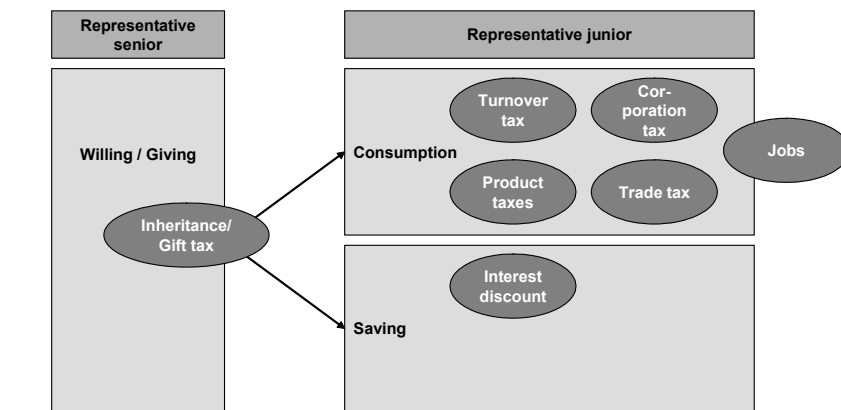 Representative
senior
Representative junior
Willing / Giving
Inheritance/
Gift tax
Consumption
Turnover
tax
Cor-
poration
tax
Product
taxes
Trade tax
Jobs
Interest
discount
Saving